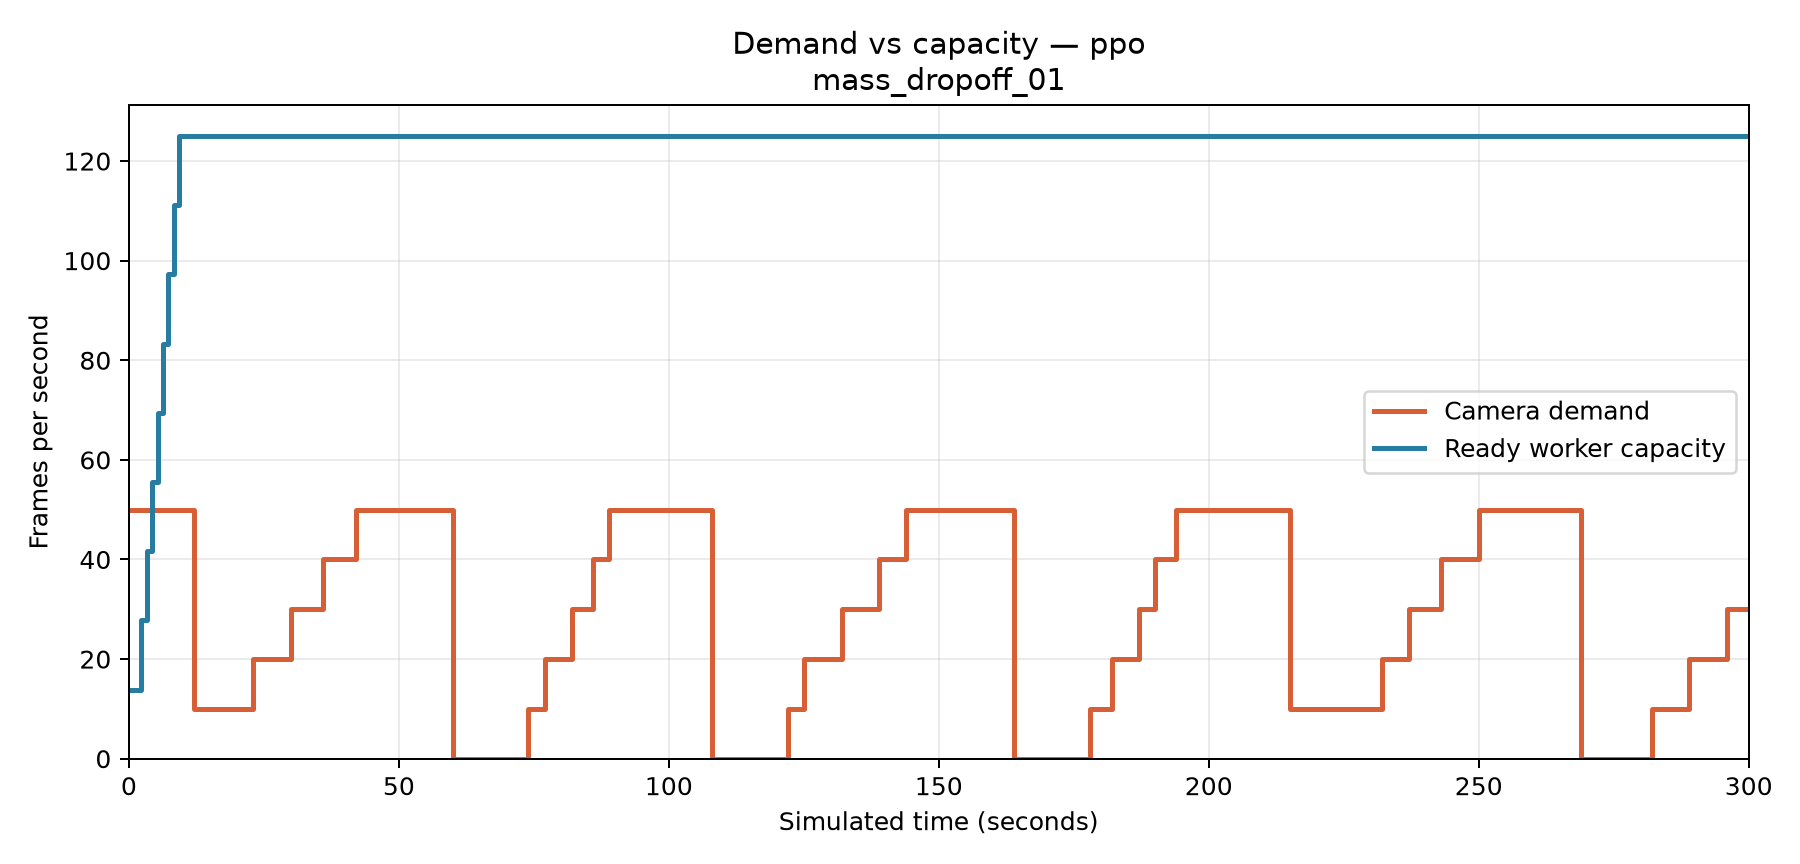 Demand vs capacity — ppo
mass_dropoff_01
Frames per second
120
100
80
60
40
20
0
Camera demand
Ready worker capacity
0 50 100 150 200 250 300
Simulated time (seconds)